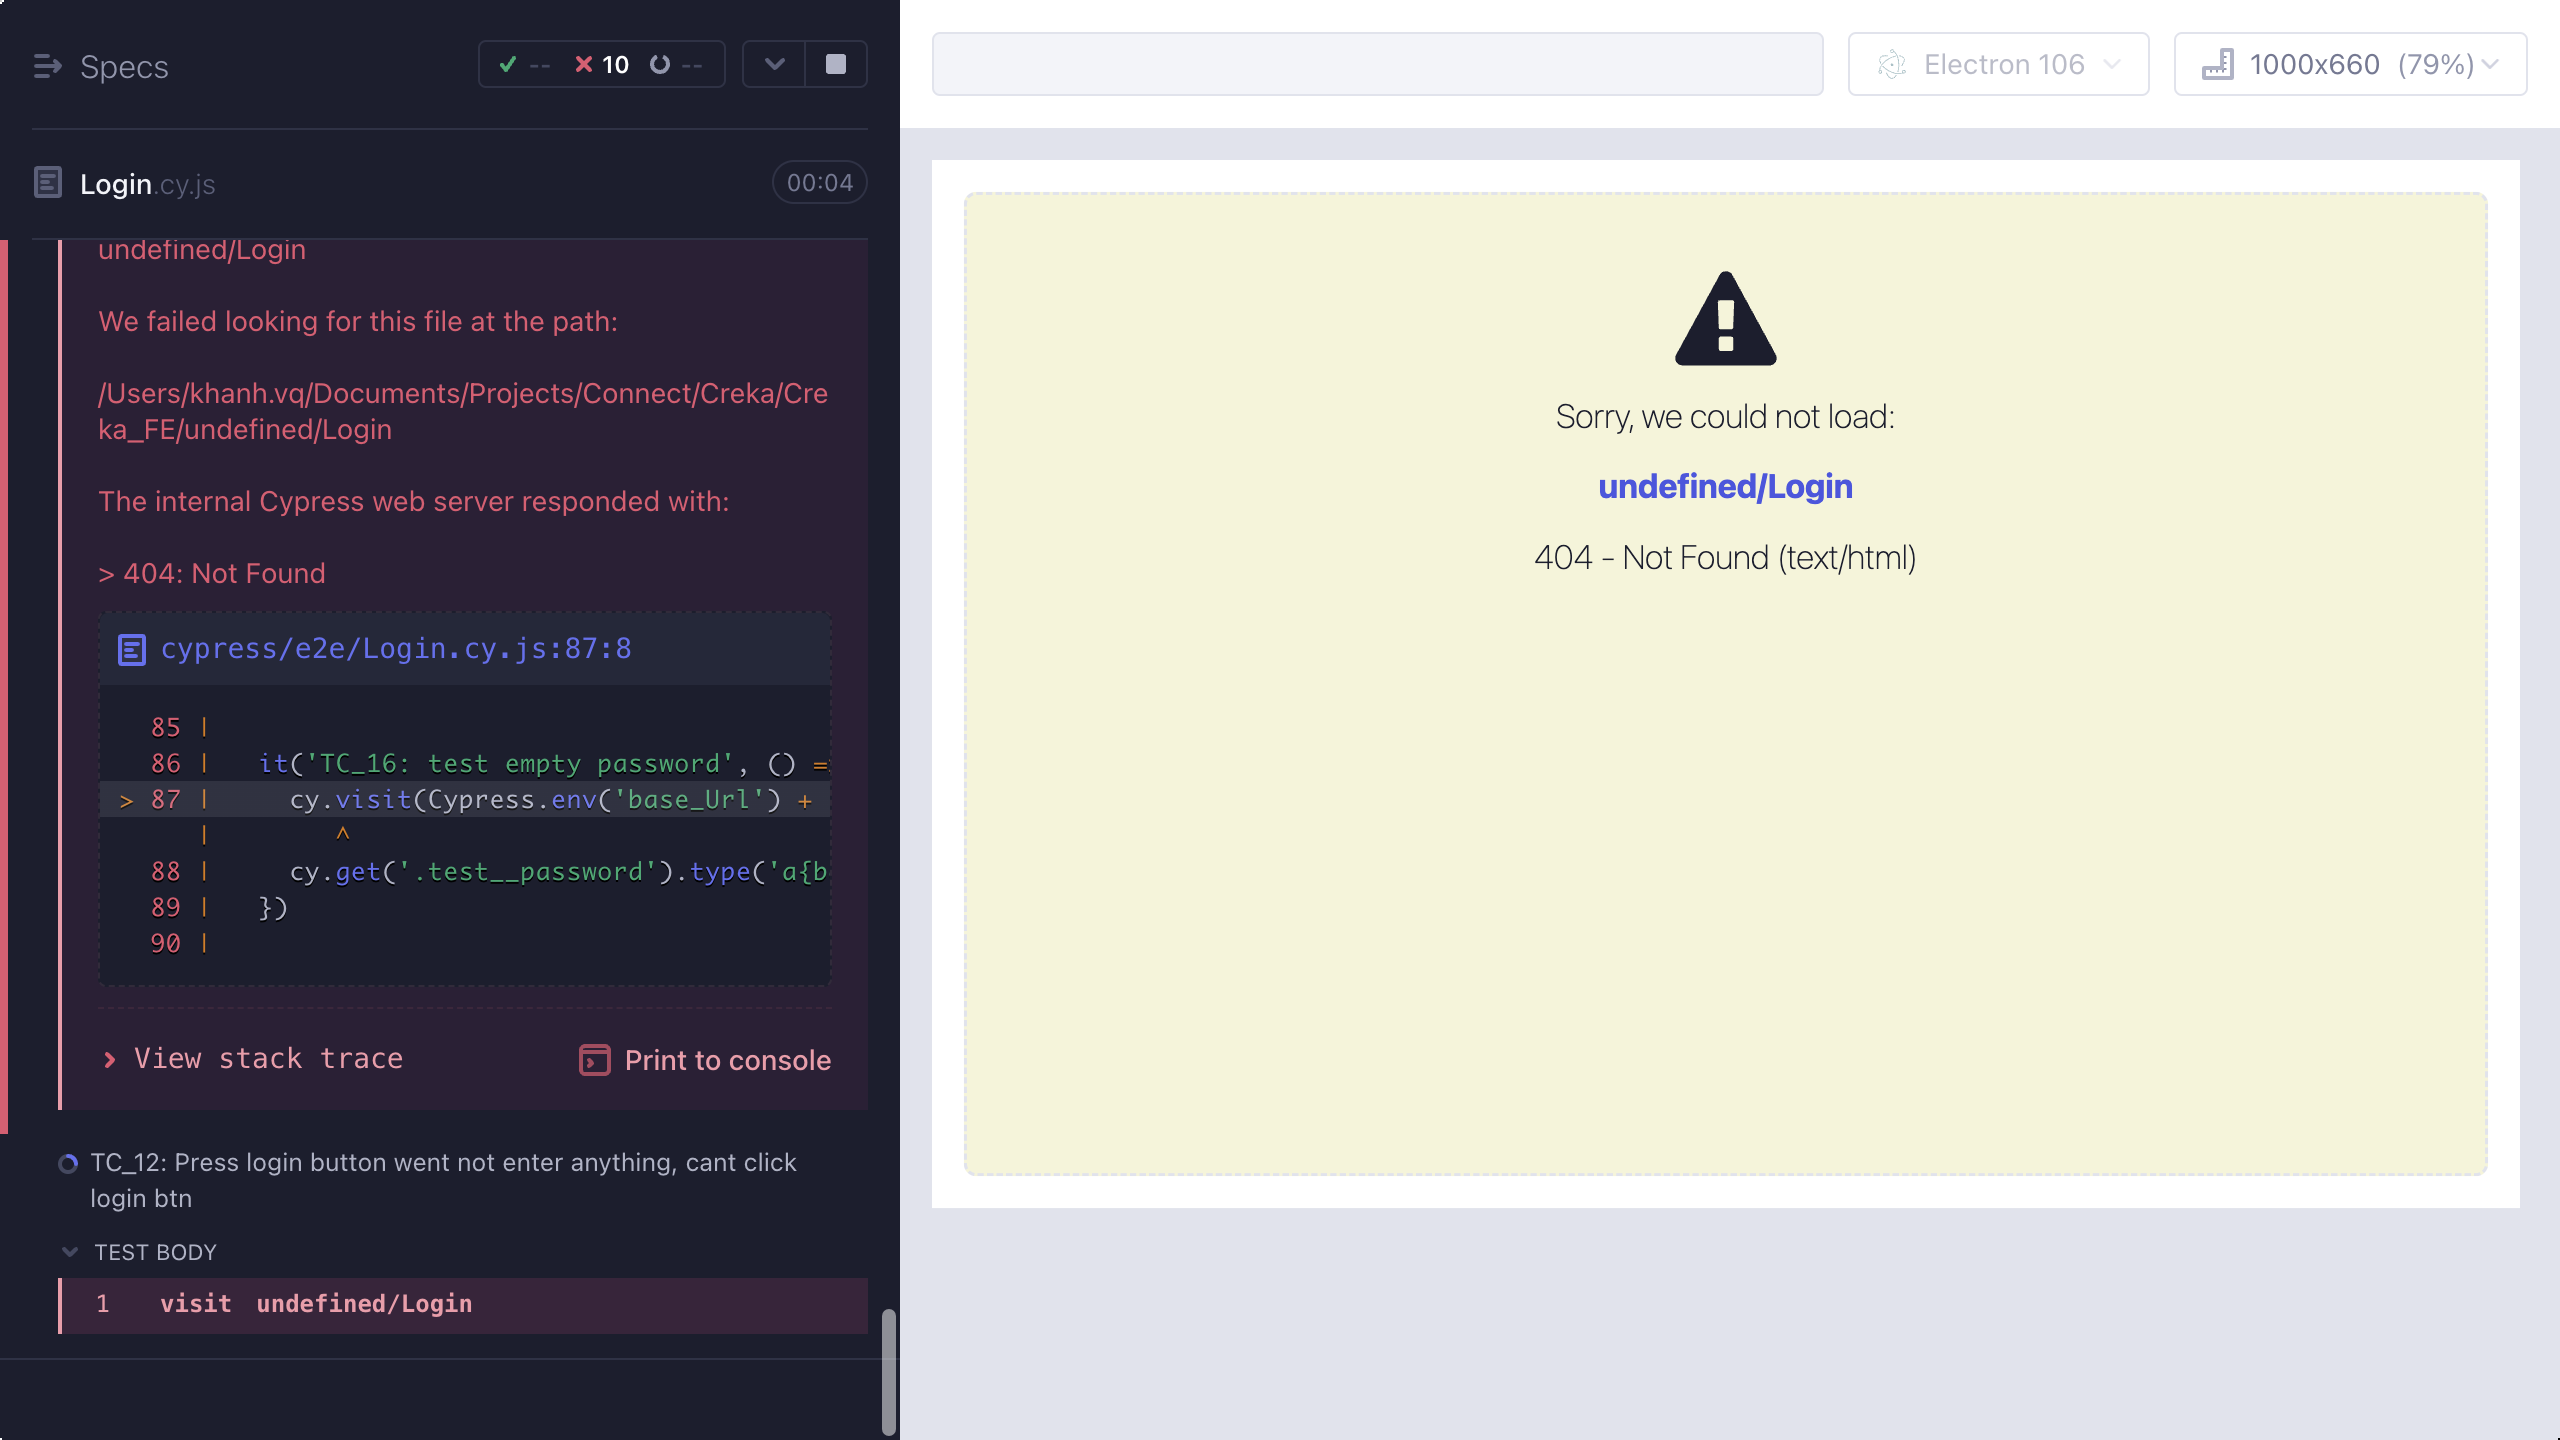 Specs
-- 10 --
Login.cy.js 00:04
undefined/Login
We failed looking for this file at the path:
/Users/khanh.vq/Documents/Projects/Connect/Creka/Cre
ka_FE/undefined/Login
The internal Cypress web server responded with:
> 404: Not Found
cypress/e2e/Login.cy.js:87:8
85 |
86 | it('TC_16: test empty password', () =
> 87 | cy.visit(Cypress.env('base_Url') +
| ^
88 | cy.get('.test__password').type('a{b
89 | })
90 |
View stack trace
Print to console
TC_12: Press login button went not enter anything, cant click
login btn
TEST BODY
1 visit undefined/Login
Electron 106
1000x660 (79%)
Sorry, we could not load:
undefined/Login
404 - Not Found (text/html)